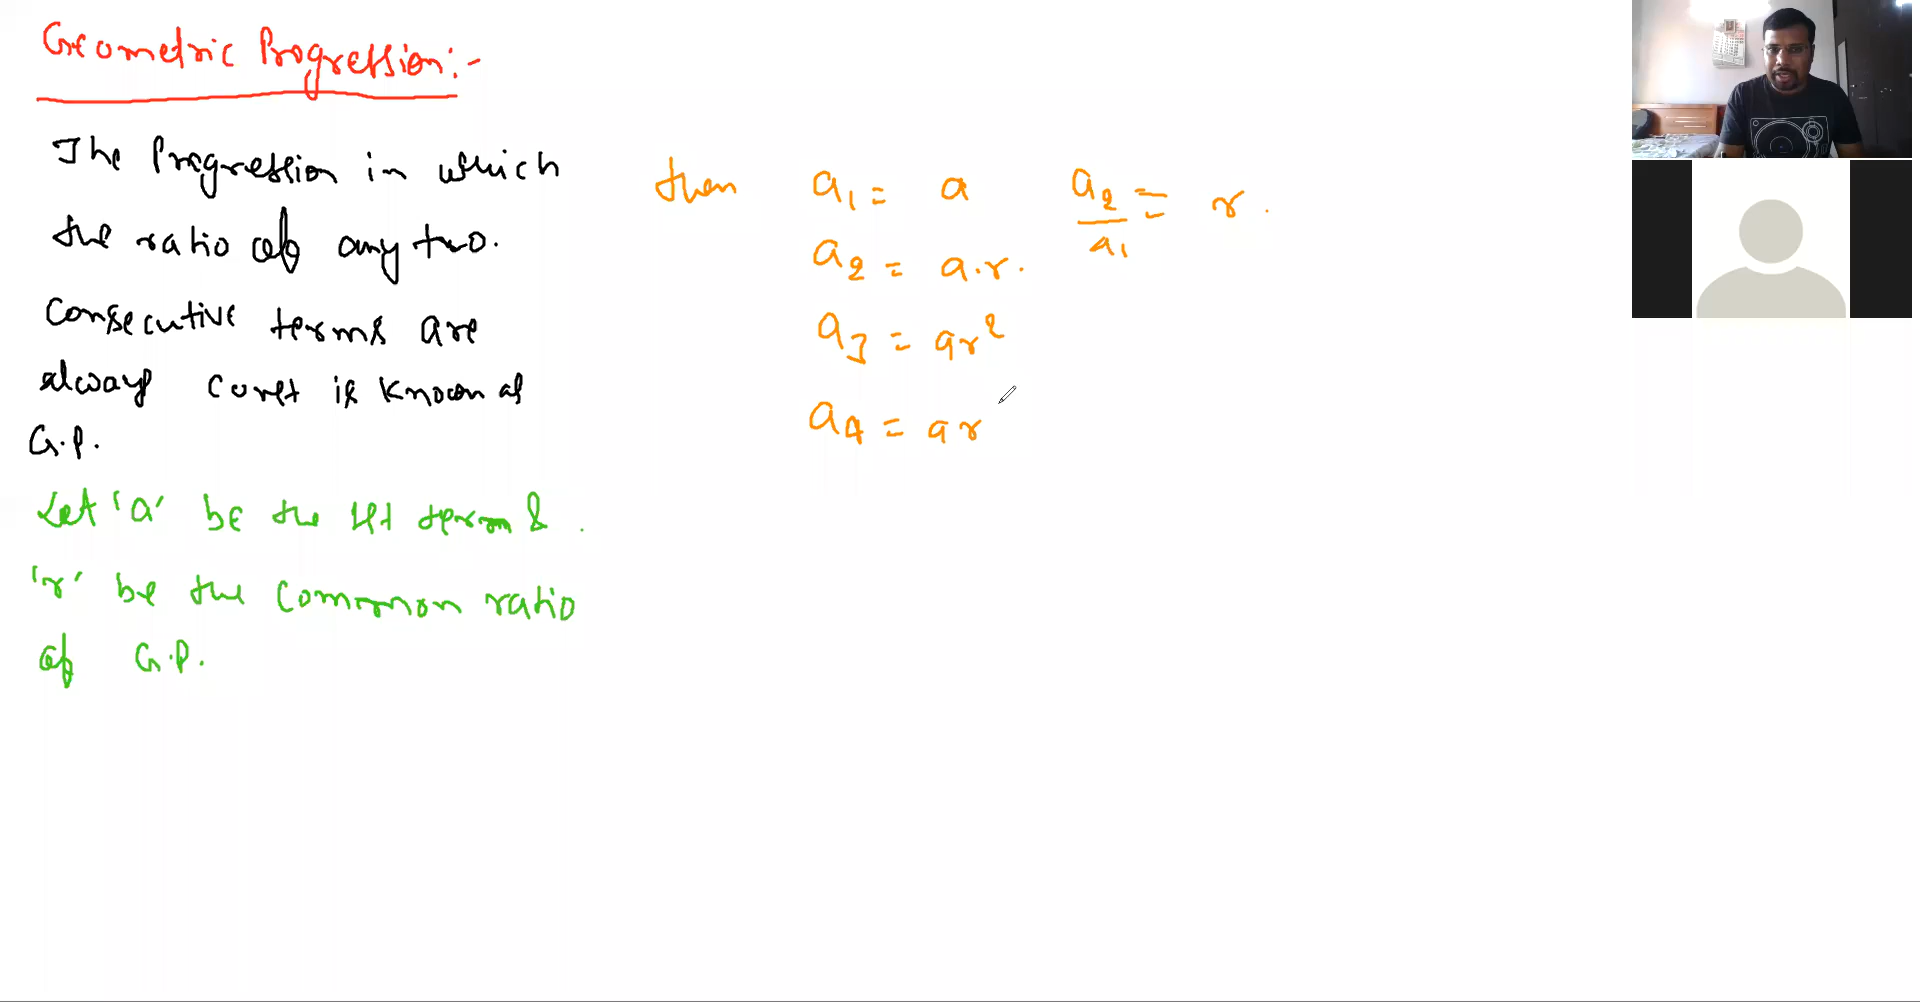 Geometric Progression:-
The Progression in which
the ratio of any two.
Consecutive terms are
always const is known as
G.P.
Let 'a' be the 1st term &.
'r' be the common ratio
of G.P.
then a₁ = a a₂/a₁ = r.
a₂ = a.r.
a₃ = ar²
a₄ = ar